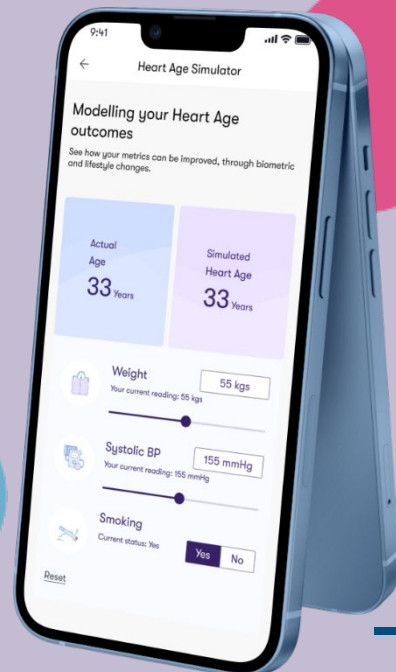 9:41
Heart Age Simulator
Modelling your Heart Age
outcomes
See how your metrics can be improved, through biometric
and lifestyle changes.
Actual
Age
33 Years
Simulated
Heart Age
33 Years
Weight
55 kgs
Your current reading: 55 kgs
Systolic BP
155 mmHg
Your current reading: 155 mmHg
Smoking
Current status: Yes
Yes
No
Reset